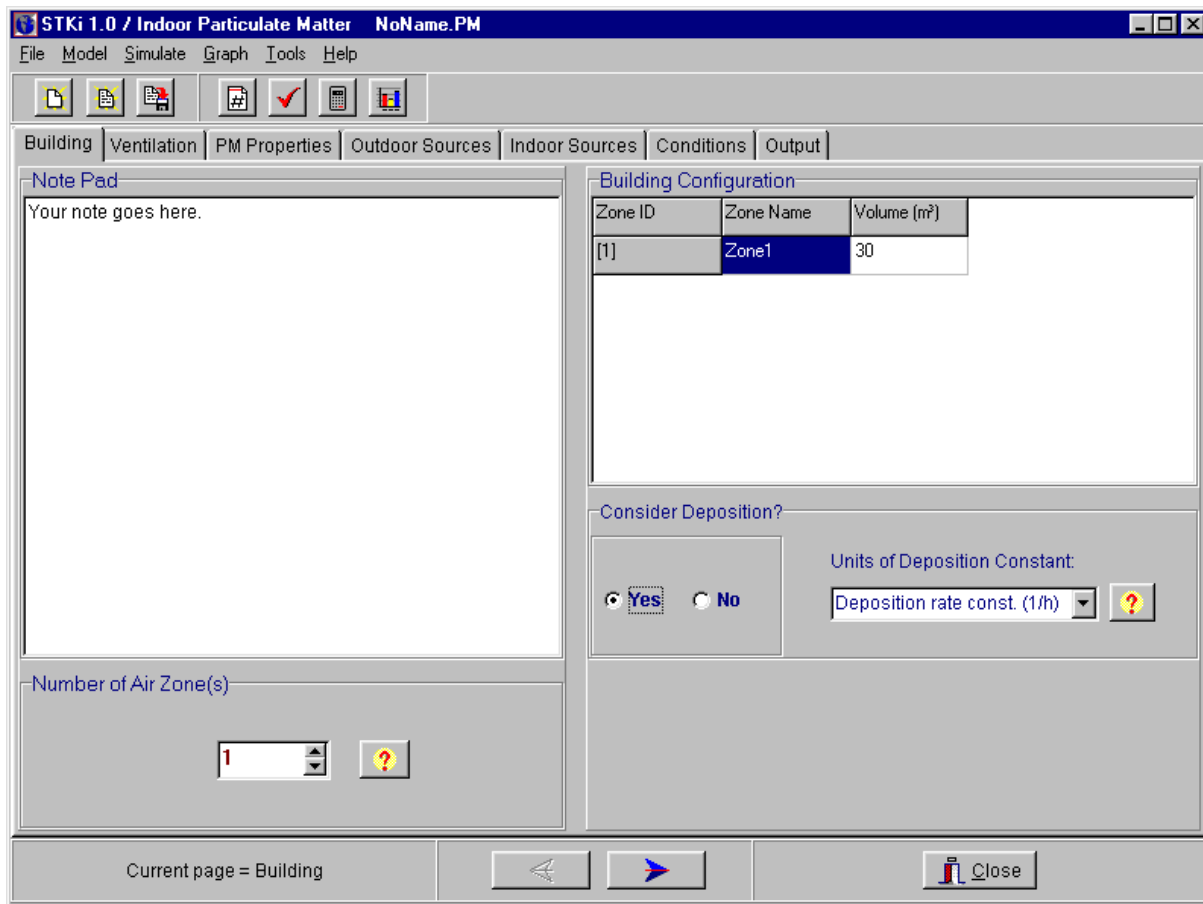 STKi 1.0 / Indoor Particulate Matter NoName.PM
File Model Simulate Graph Tools Help
Building Ventilation PM Properties Outdoor Sources Indoor Sources Conditions Output
Note Pad
Your note goes here.
Number of Air Zone(s)
1
Building Configuration
Zone ID Zone Name Volume (m³)
[1] Zone1 30
Consider Deposition?
Yes No
Units of Deposition Constant:
Deposition rate const. (1/h)
Current page = Building
Close